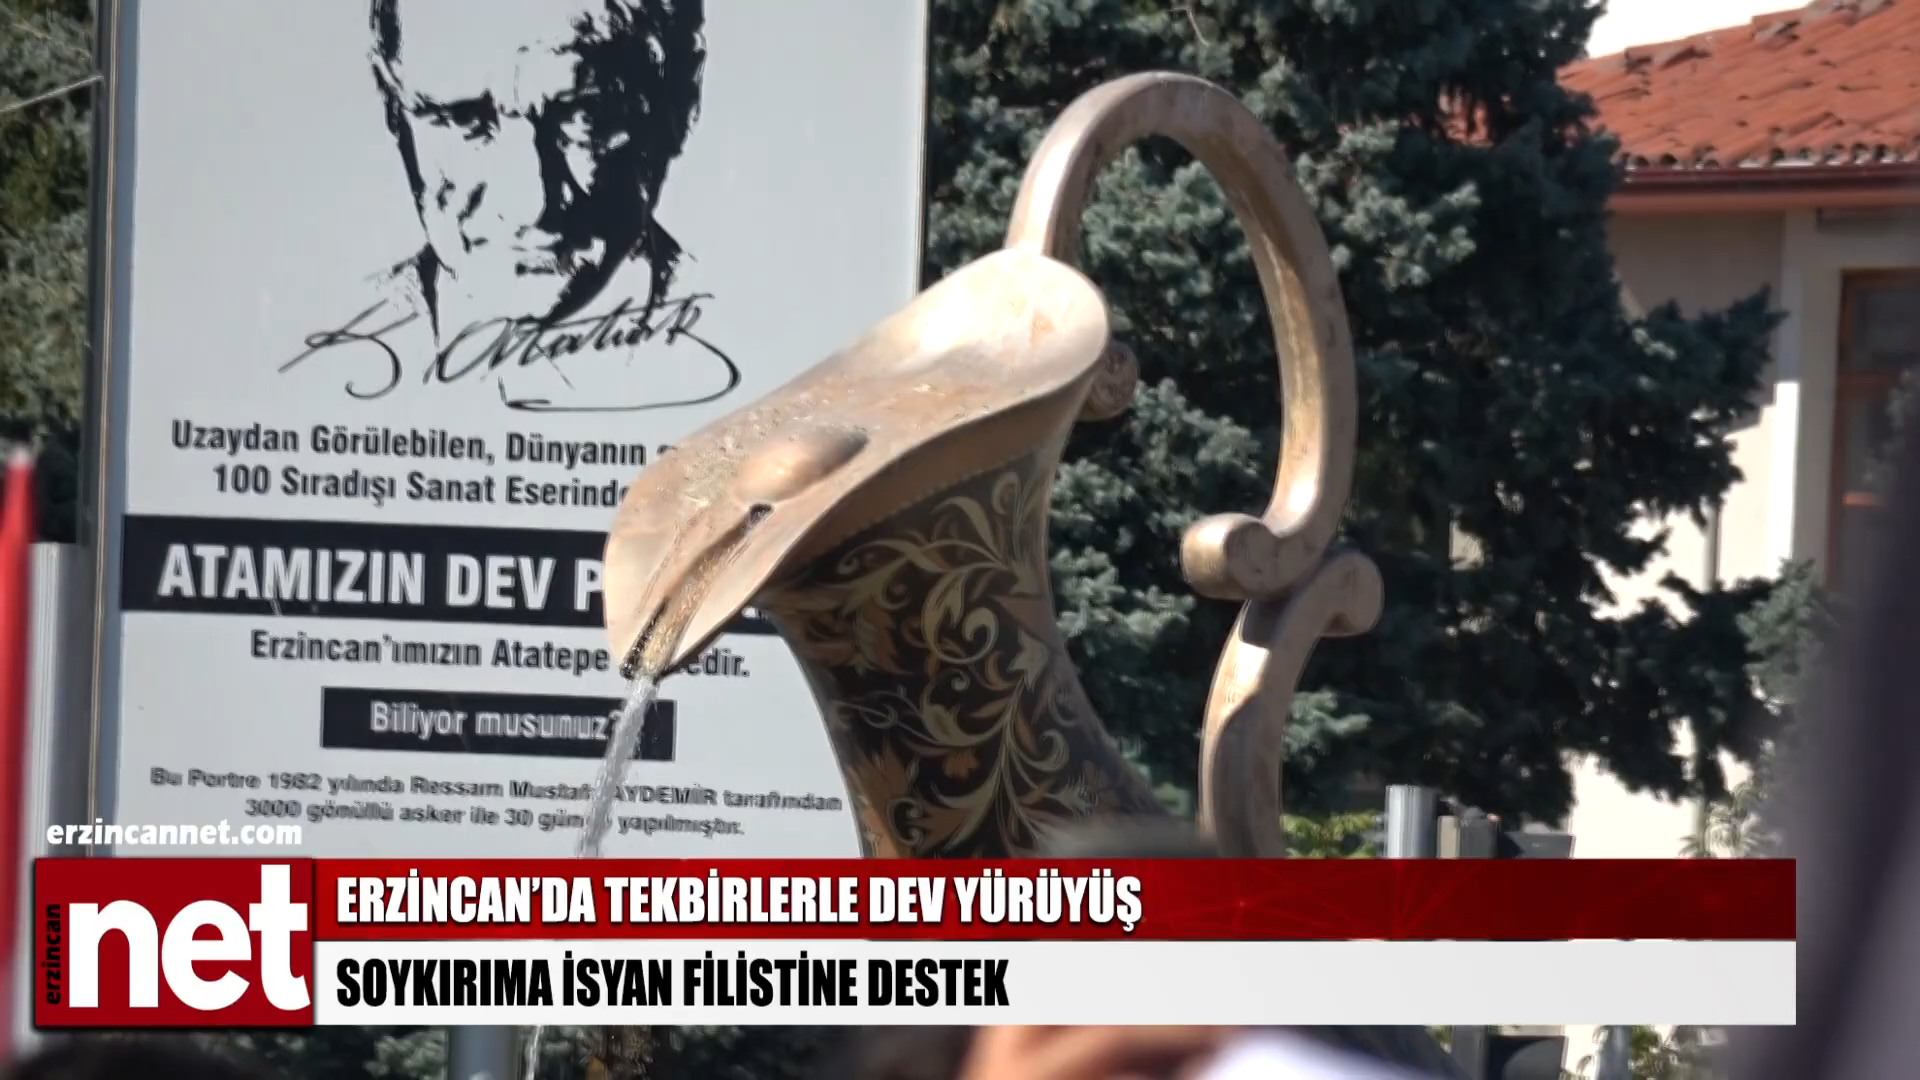 K. Atatürk
Uzaydan Görülebilen, Dünyanın
100 Sıradışı Sanat Eserinde
ATAMIZIN DEV P
Erzincan'ımızın Atatepe edir.
Biliyor musunuz?
Bu Portre 1982 yılında Ressam Mustaf AYDEMİR tarafından
3000 gönüllü asker ile 30 gün yapılmıştır.
erzincannet.com
erzincan
net
ERZİNCAN'DA TEKBİRLERLE DEV YÜRÜYÜŞ
SOYKIRIMA İSYAN FİLİSTİNE DESTEK